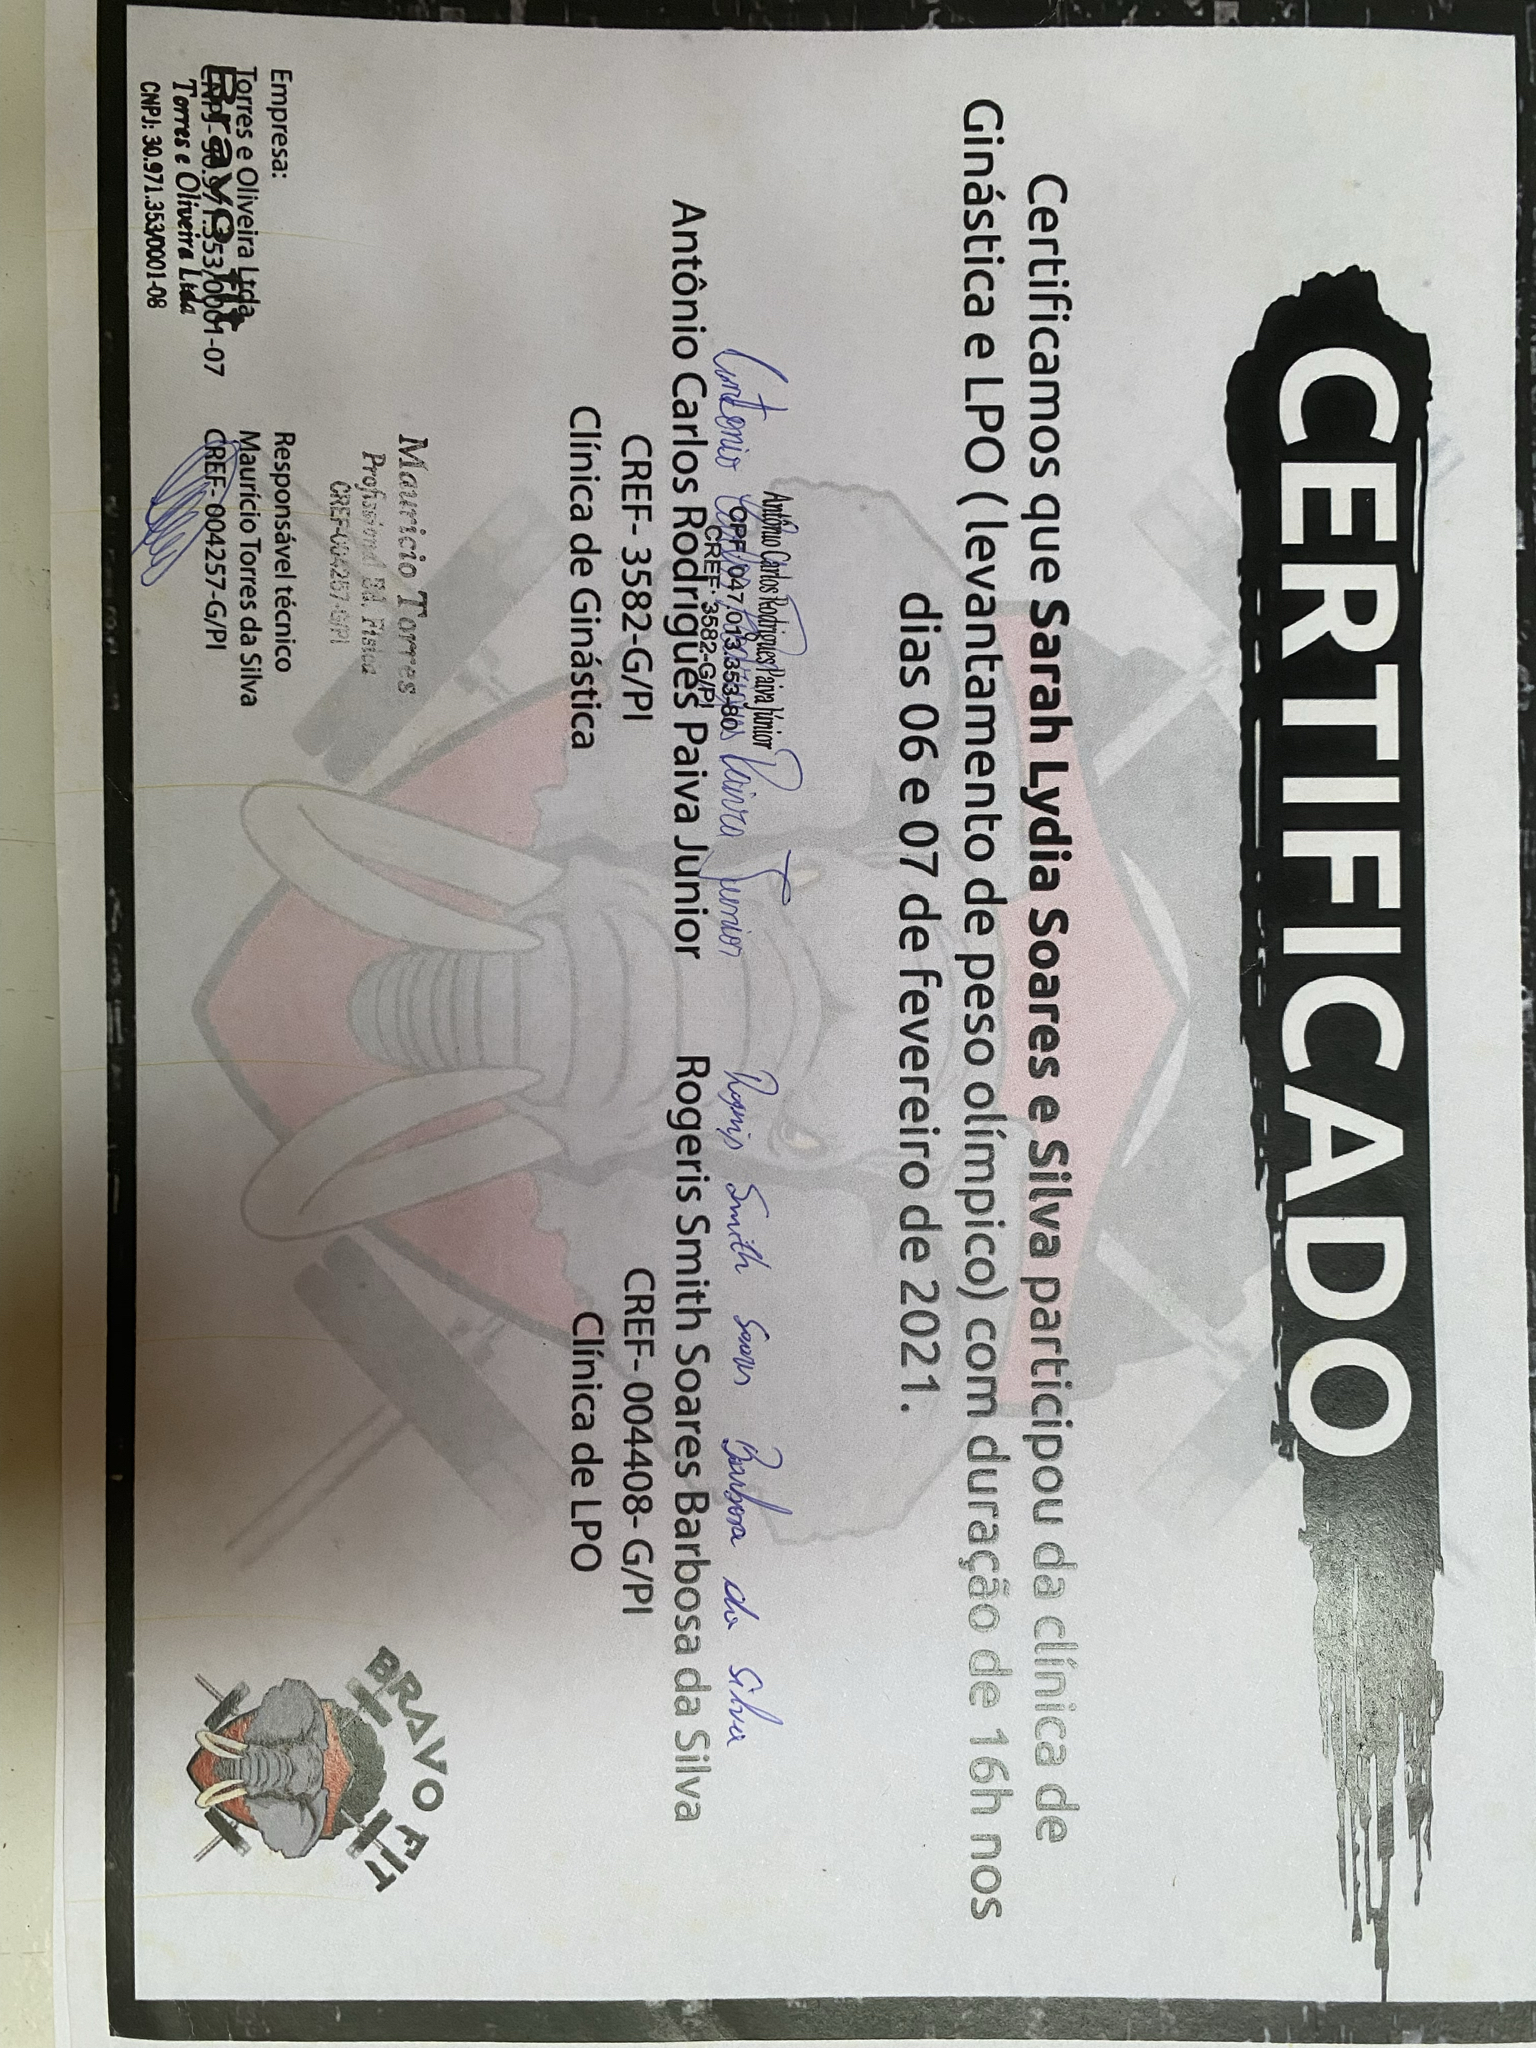 CERTIFICADO
Certificamos que Sarah Lydia Soares e Silva participou da clínica de
Ginástica e LPO ( levantamento de peso olímpico) com duração de 16h nos
dias 06 e 07 de fevereiro de 2021.
Antônio Carlos Rodrigues Paiva Júnior
CPF: 047.013.353-80
CREF: 3582-G/PI
Antonio Carlos Rodrigues Paiva Junior
Antônio Carlos Rodrigues Paiva Junior
CREF- 3582-G/PI
Clínica de Ginástica
Rogeris Smith Soares Barbosa da Silva
Rogeris Smith Soares Barbosa da Silva
CREF- 004408- G/PI
Clínica de LPO
Mauricio Torres
Profissional Ed. Física
CREF-004257-G/PI
Empresa:
Torres e Oliveira Ltda
CNPJ- 30.971.353/0001-07
Bravo fit
Torres e Oliveira Ltda
CNPJ: 30.971.353/0001-08
Responsável técnico
Maurício Torres da Silva
CREF- 004257-G/PI
BRAVO FIT